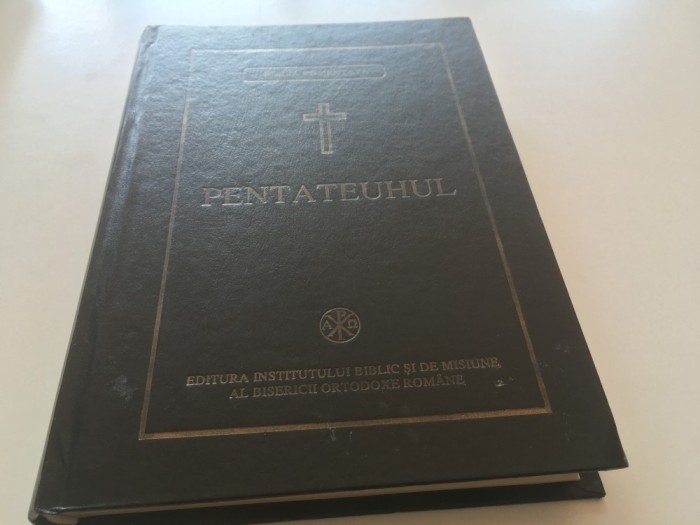 PENTATEUHUL
Α Ρ Ω
EDITURA INSTITUTULUI BIBLIC ȘI DE MISIUNE
AL BISERICII ORTODOXE ROMÂNE